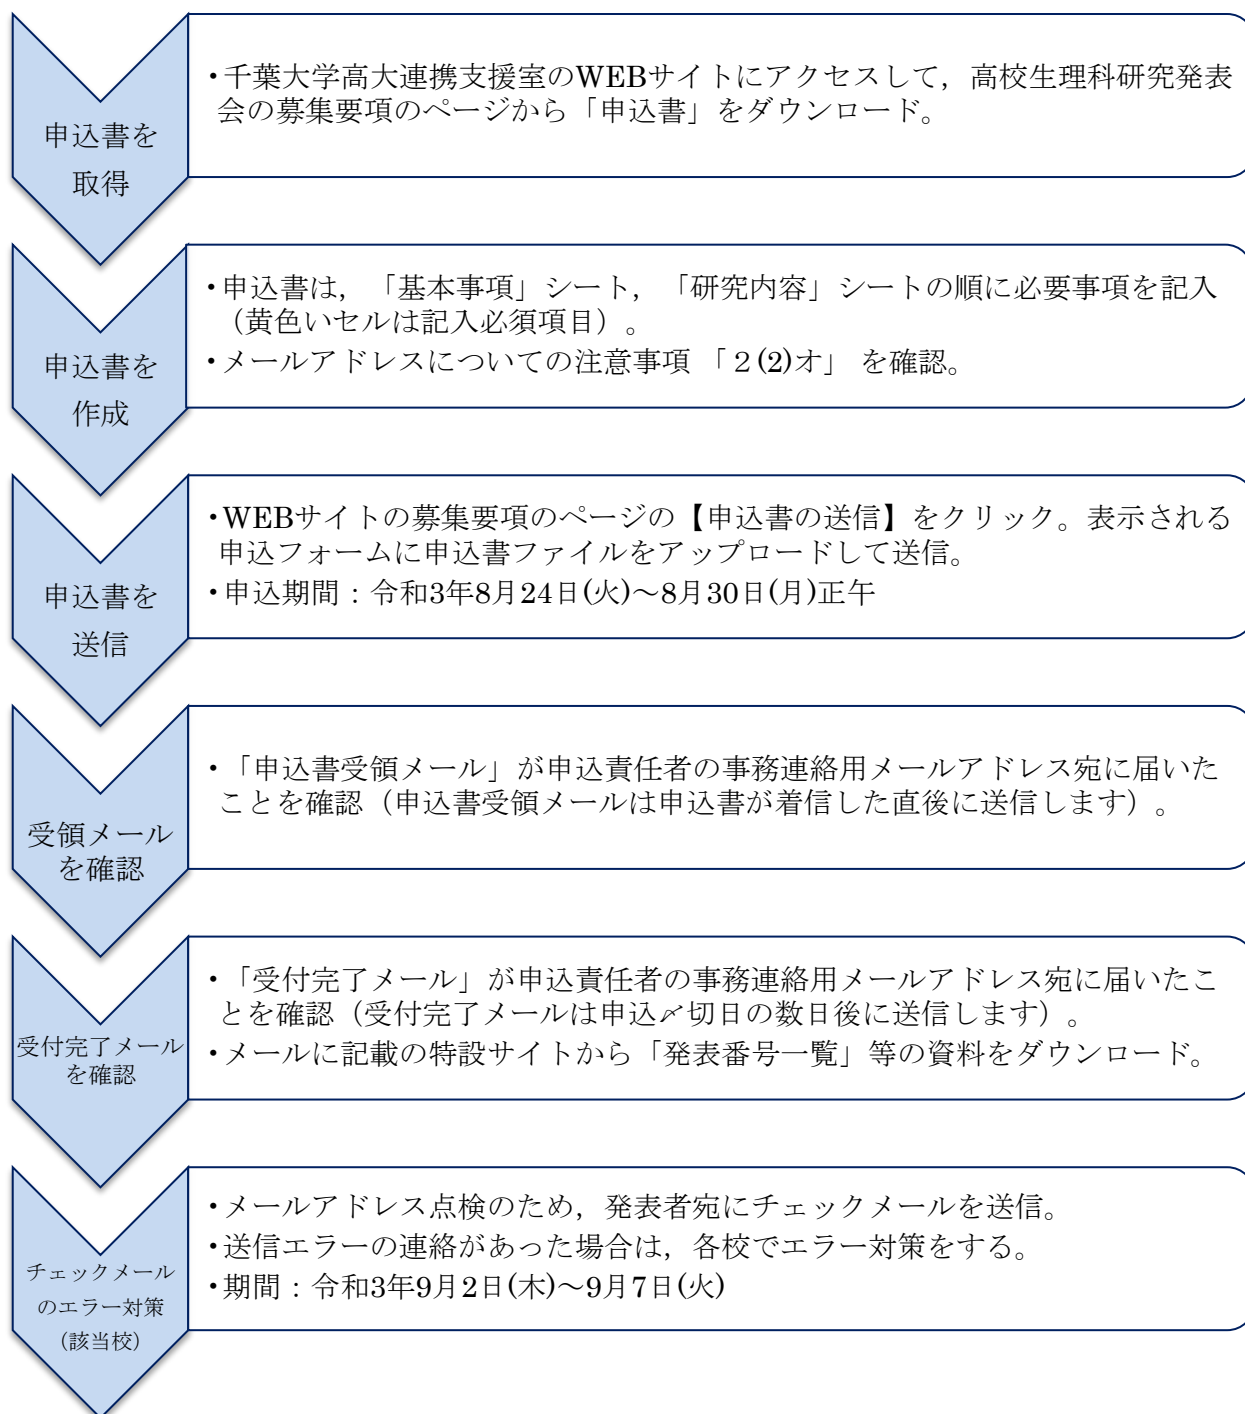 申込書を
取得
・千葉大学高大連携支援室のWEBサイトにアクセスして，高校生理科研究発表
会の募集要項のページから「申込書」をダウンロード。
申込書を
作成
・申込書は，「基本事項」シート，「研究内容」シートの順に必要事項を記入
（黄色いセルは記入必須項目）。
・メールアドレスについての注意事項 「２(2)オ」 を確認。
申込書を
送信
・WEBサイトの募集要項のページの【申込書の送信】をクリック。表示される
申込フォームに申込書ファイルをアップロードして送信。
・申込期間：令和3年8月24日(火)～8月30日(月)正午
受領メール
を確認
・「申込書受領メール」が申込責任者の事務連絡用メールアドレス宛に届いた
ことを確認（申込書受領メールは申込書が着信した直後に送信します）。
受付完了メール
を確認
・「受付完了メール」が申込責任者の事務連絡用メールアドレス宛に届いたこ
とを確認（受付完了メールは申込〆切日の数日後に送信します）。
・メールに記載の特設サイトから「発表番号一覧」等の資料をダウンロード。
チェックメール
のエラー対策
（該当校）
・メールアドレス点検のため，発表者宛にチェックメールを送信。
・送信エラーの連絡があった場合は，各校でエラー対策をする。
・期間：令和3年9月2日(木)～9月7日(火)